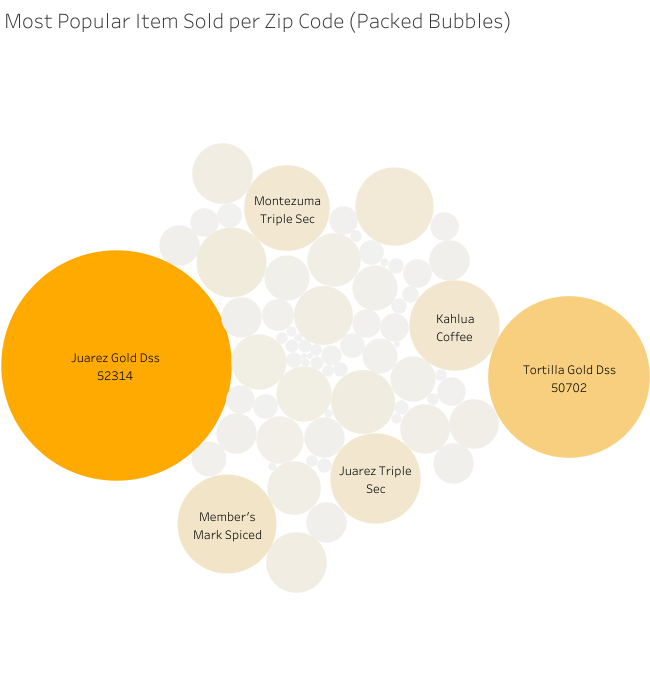 Most Popular Item Sold per Zip Code (Packed Bubbles)
Montezuma
Triple Sec
Kahlua
Coffee
Juarez Gold Dss
52314
Tortilla Gold Dss
50702
Juarez Triple
Sec
Member's
Mark Spiced